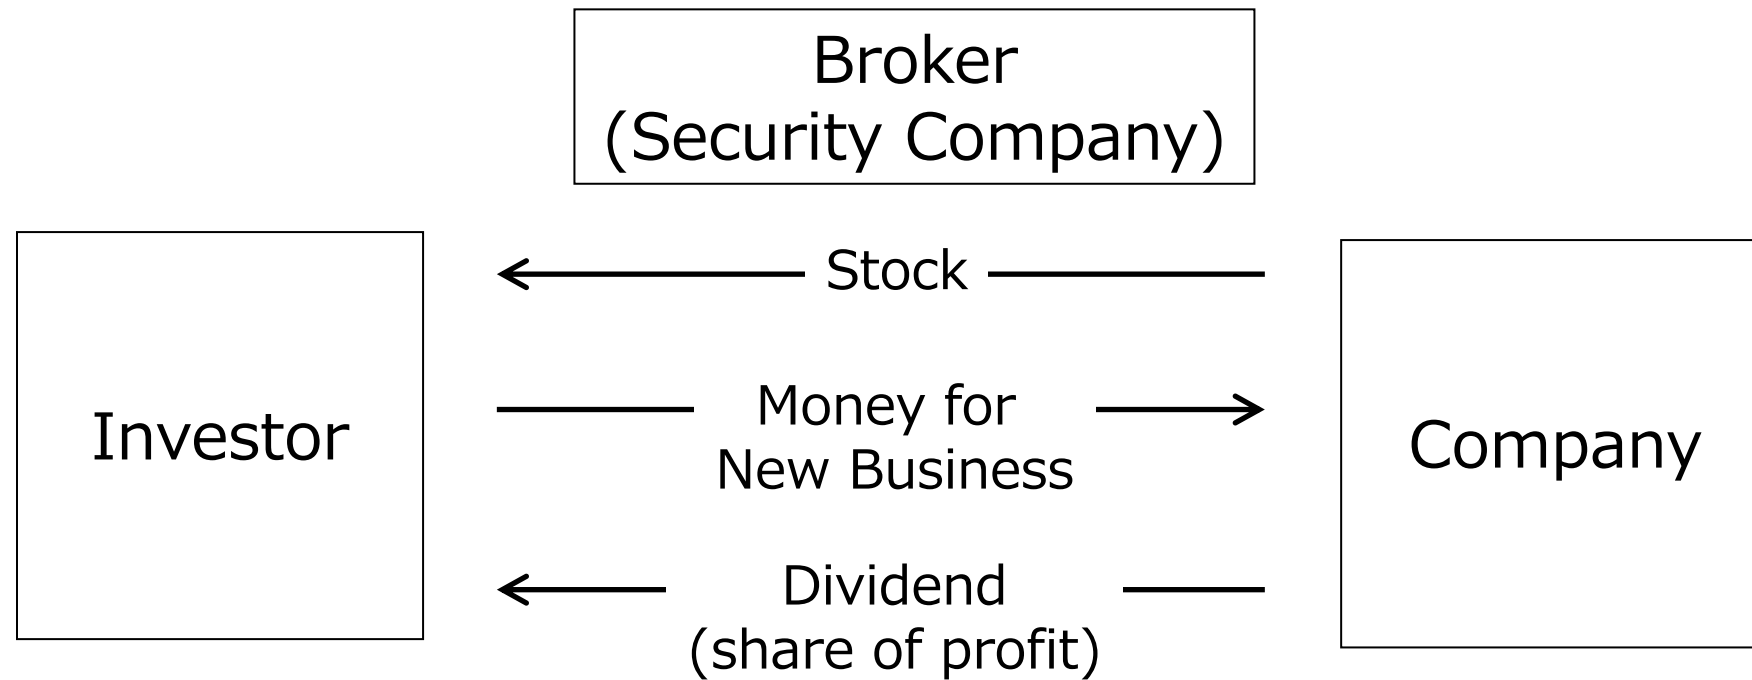 Broker
(Security Company)
Stock
Investor
Money for
New Business
Company
Dividend
(share of profit)